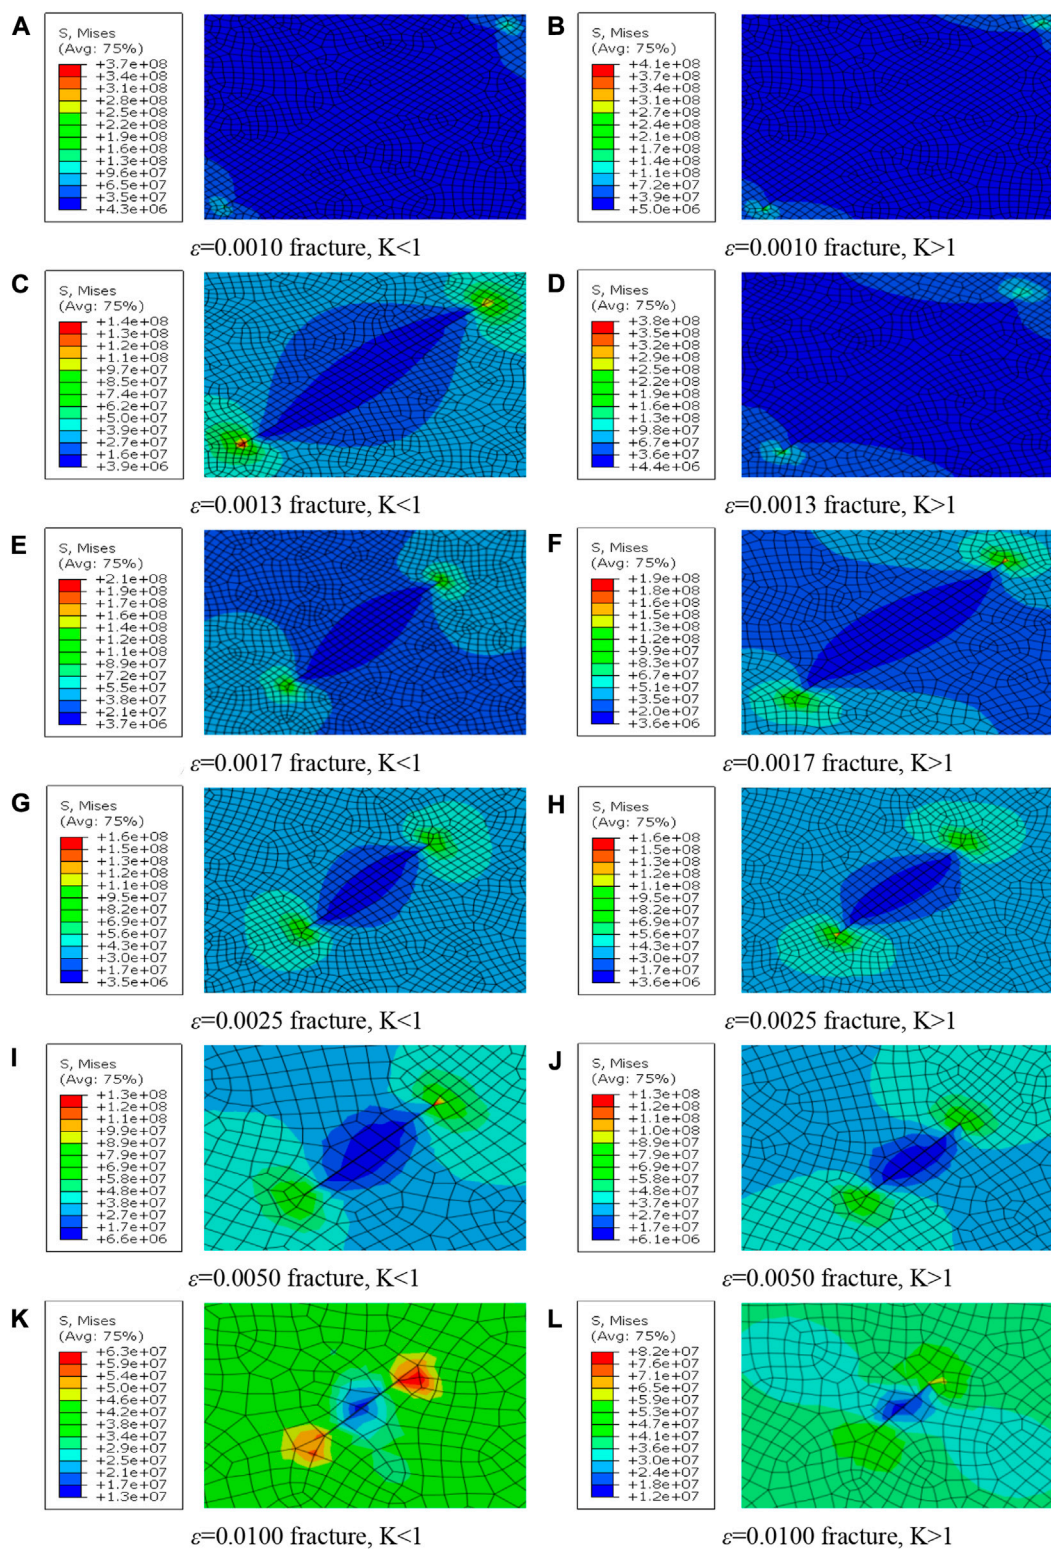 A
S, Mises
(Avg: 75%)
+3.7e+08
+3.4e+08
+3.1e+08
+2.8e+08
+2.5e+08
+2.2e+08
+1.9e+08
+1.6e+08
+1.3e+08
+9.6e+07
+6.5e+07
+3.5e+07
+4.3e+06
ε=0.0010 fracture, K<1
B
S, Mises
(Avg: 75%)
+4.1e+08
+3.7e+08
+3.4e+08
+3.1e+08
+2.7e+08
+2.4e+08
+2.1e+08
+1.7e+08
+1.4e+08
+1.1e+08
+7.2e+07
+3.9e+07
+5.0e+06
ε=0.0010 fracture, K>1
C
S, Mises
(Avg: 75%)
+1.4e+08
+1.3e+08
+1.2e+08
+1.1e+08
+9.7e+07
+8.5e+07
+7.4e+07
+6.2e+07
+5.0e+07
+3.9e+07
+2.7e+07
+1.6e+07
+3.9e+06
ε=0.0013 fracture, K<1
D
S, Mises
(Avg: 75%)
+3.8e+08
+3.5e+08
+3.2e+08
+2.9e+08
+2.5e+08
+2.2e+08
+1.9e+08
+1.6e+08
+1.3e+08
+9.8e+07
+6.7e+07
+3.6e+07
+4.4e+06
ε=0.0013 fracture, K>1
E
S, Mises
(Avg: 75%)
+2.1e+08
+1.9e+08
+1.7e+08
+1.6e+08
+1.4e+08
+1.2e+08
+1.1e+08
+8.9e+07
+7.2e+07
+5.5e+07
+3.8e+07
+2.1e+07
+3.7e+06
ε=0.0017 fracture, K<1
F
S, Mises
(Avg: 75%)
+1.9e+08
+1.8e+08
+1.6e+08
+1.5e+08
+1.3e+08
+1.2e+08
+9.9e+07
+8.3e+07
+6.7e+07
+5.1e+07
+3.5e+07
+2.0e+07
+3.6e+06
ε=0.0017 fracture, K>1
G
S, Mises
(Avg: 75%)
+1.6e+08
+1.5e+08
+1.3e+08
+1.2e+08
+1.1e+08
+9.5e+07
+8.2e+07
+6.9e+07
+5.6e+07
+4.3e+07
+3.0e+07
+1.7e+07
+3.5e+06
ε=0.0025 fracture, K<1
H
S, Mises
(Avg: 75%)
+1.6e+08
+1.5e+08
+1.3e+08
+1.2e+08
+1.1e+08
+9.5e+07
+8.2e+07
+6.9e+07
+5.6e+07
+4.3e+07
+3.0e+07
+1.7e+07
+3.6e+06
ε=0.0025 fracture, K>1
I
S, Mises
(Avg: 75%)
+1.3e+08
+1.2e+08
+1.1e+08
+9.9e+07
+8.9e+07
+7.9e+07
+6.9e+07
+5.8e+07
+4.8e+07
+3.8e+07
+2.7e+07
+1.7e+07
+6.6e+06
ε=0.0050 fracture, K<1
J
S, Mises
(Avg: 75%)
+1.3e+08
+1.2e+08
+1.1e+08
+1.0e+08
+8.9e+07
+7.9e+07
+6.9e+07
+5.8e+07
+4.8e+07
+3.7e+07
+2.7e+07
+1.7e+07
+6.1e+06
ε=0.0050 fracture, K>1
K
S, Mises
(Avg: 75%)
+6.3e+07
+5.9e+07
+5.4e+07
+5.0e+07
+4.6e+07
+4.2e+07
+3.8e+07
+3.4e+07
+2.9e+07
+2.5e+07
+2.1e+07
+1.7e+07
+1.3e+07
ε=0.0100 fracture, K<1
L
S, Mises
(Avg: 75%)
+8.2e+07
+7.6e+07
+7.1e+07
+6.5e+07
+5.9e+07
+5.3e+07
+4.7e+07
+4.1e+07
+3.6e+07
+3.0e+07
+2.4e+07
+1.8e+07
+1.2e+07
ε=0.0100 fracture, K>1